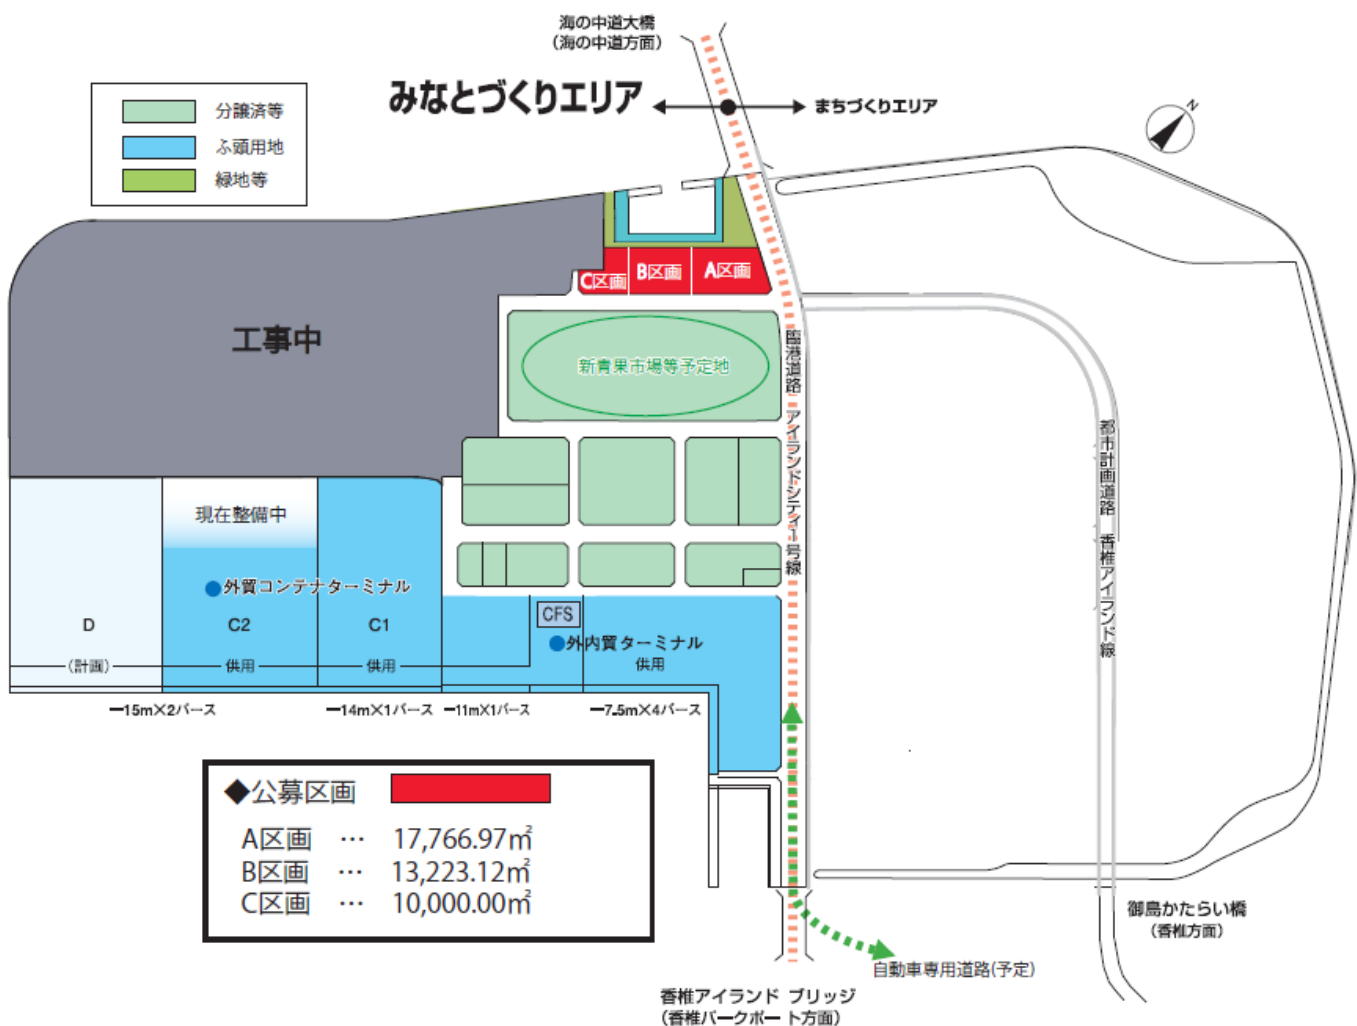 海の中道大橋
(海の中道方面)
みなとづくりエリア
まちづくりエリア
N
分譲済等
ふ頭用地
緑地等
C区画
B区画
A区画
工事中
新青果市場等予定地
臨港道路 アイランドシティ1号線
都市計画道路 香椎アイランド線
現在整備中
外貿コンテナターミナル
D
C2
C1
(計画)
供用
供用
CFS
外内貿ターミナル
供用
-15m×2バース
-14m×1バース
-11m×1バース
-7.5m×4バース
◆公募区画
A区画 … 17,766.97㎡
B区画 … 13,223.12㎡
C区画 … 10,000.00㎡
御島かたらい橋
(香椎方面)
自動車専用道路(予定)
香椎アイランド ブリッジ
(香椎パークポート方面)